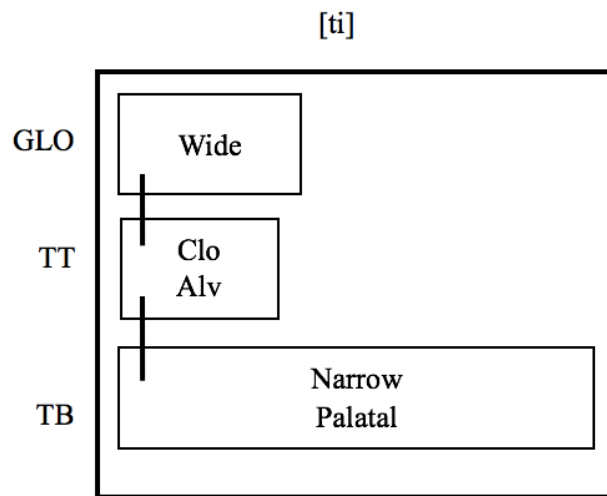 [ti]
GLO
Wide
TT
Clo
Alv
TB
Narrow
Palatal